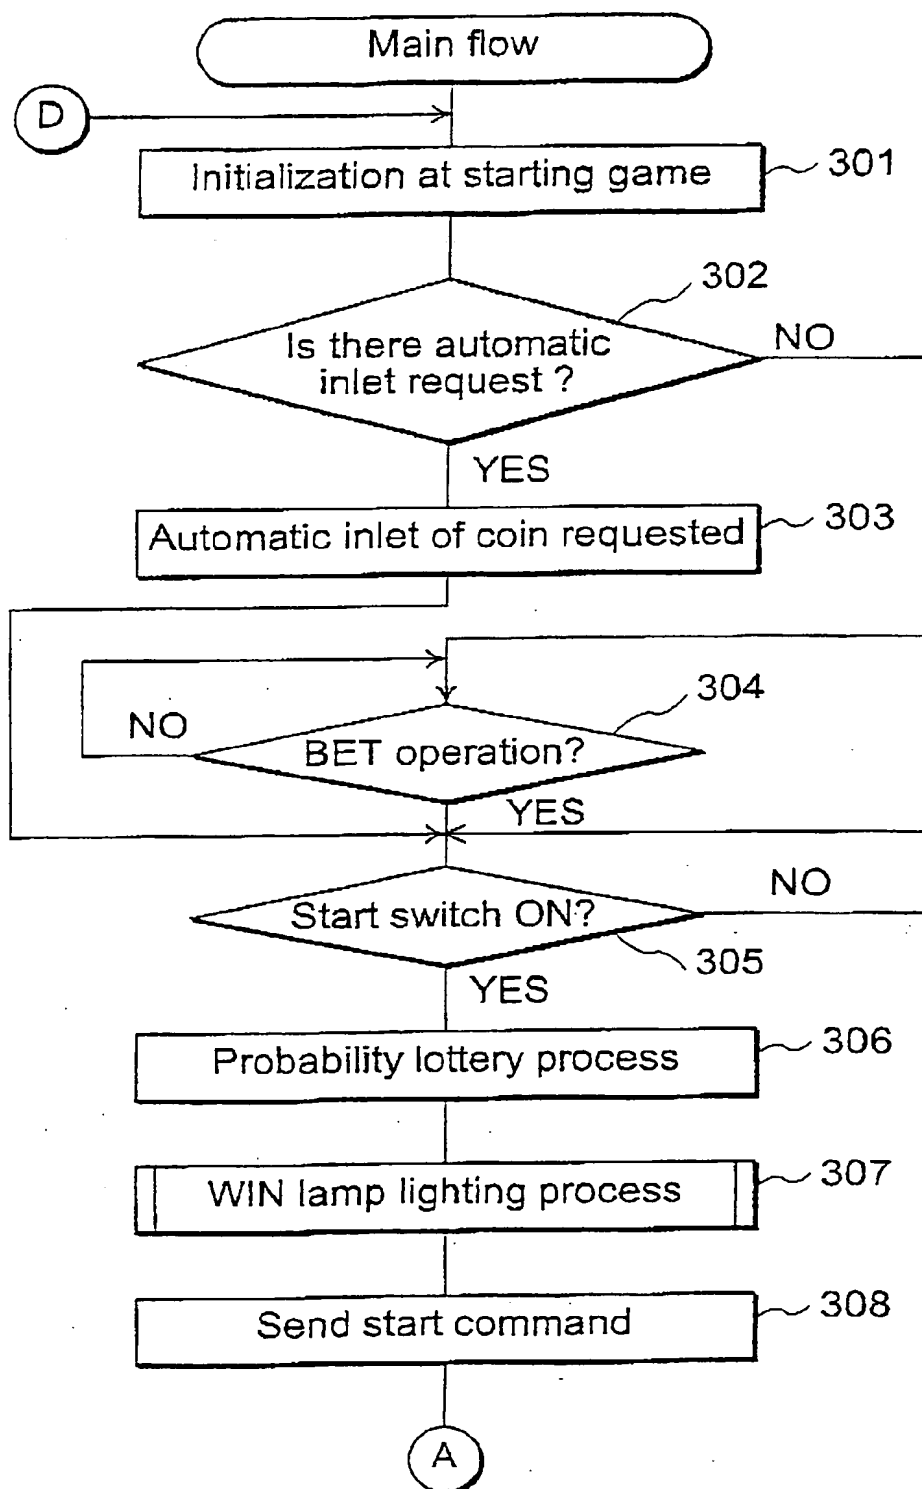 Main flow
D
Initialization at starting game
301
302
Is there automatic
inlet request ?
NO
YES
Automatic inlet of coin requested
303
304
NO
BET operation?
YES
NO
Start switch ON?
305
YES
Probability lottery process
306
WIN lamp lighting process
307
Send start command
308
A